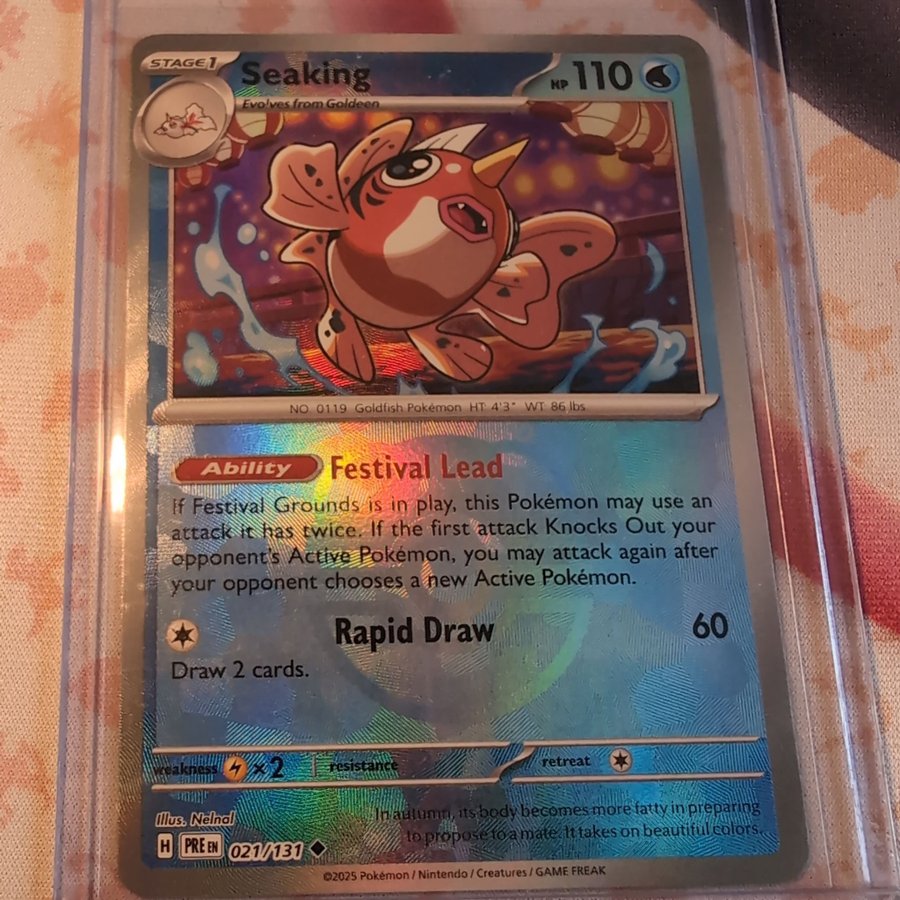 STAGE 1
Seaking
HP 110
Evolves from Goldeen
NO. 0119 Goldfish Pokémon HT: 4'3" WT: 86 lbs
Ability Festival Lead
If Festival Grounds is in play, this Pokémon may use an
attack it has twice. If the first attack Knocks Out your
opponent's Active Pokémon, you may attack again after
your opponent chooses a new Active Pokémon.
Rapid Draw 60
Draw 2 cards.
weakness ×2 resistance retreat
Illus. Nelnal
In autumn, its body becomes more fatty in preparing
to propose to a mate. It takes on beautiful colors.
H PRE EN 021/131
©2025 Pokémon / Nintendo / Creatures / GAME FREAK